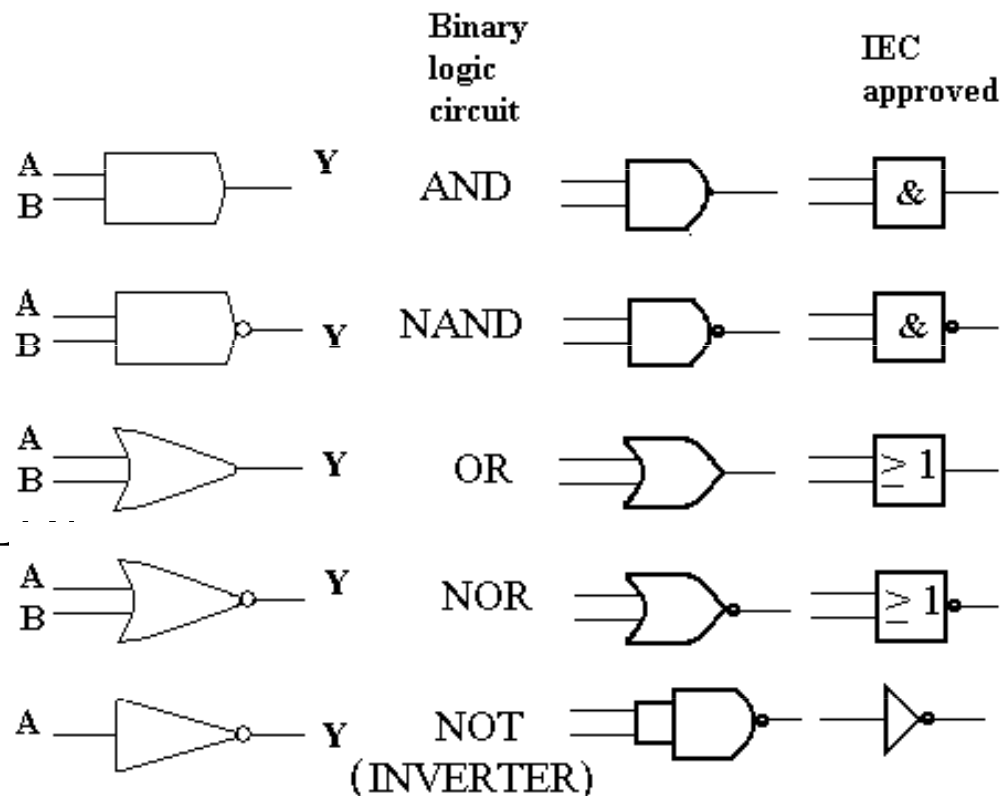 Binary
logic
circuit
IEC
approved
A
B
Y
AND
&
A
B
Y
NAND
&
A
B
Y
OR
≥ 1
A
B
Y
NOR
≥ 1
A
Y
NOT
(INVERTER)